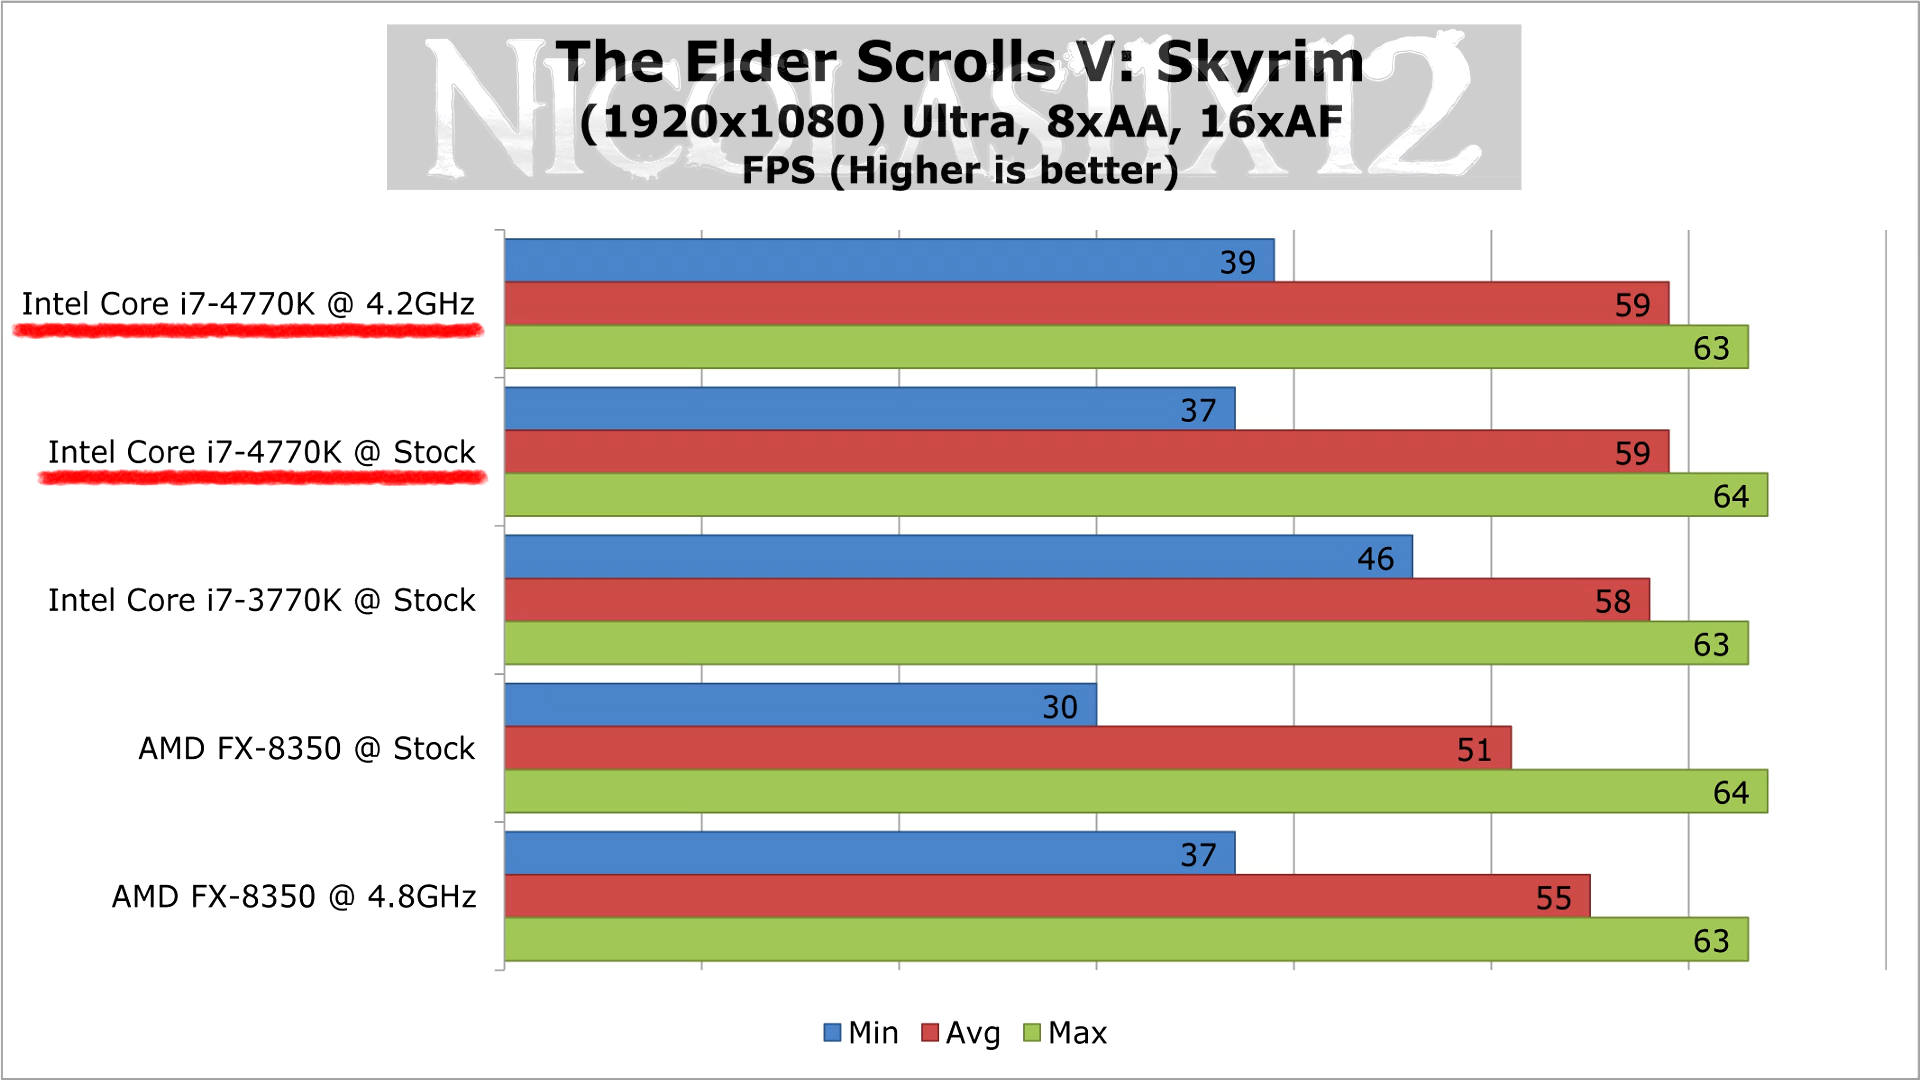 The Elder Scrolls V: Skyrim
(1920x1080) Ultra, 8xAA, 16xAF
FPS (Higher is better)
Intel Core i7-4770K @ 4.2GHz
39
59
63
Intel Core i7-4770K @ Stock
37
59
64
Intel Core i7-3770K @ Stock
46
58
63
AMD FX-8350 @ Stock
30
51
64
AMD FX-8350 @ 4.8GHz
37
55
63
Min Avg Max